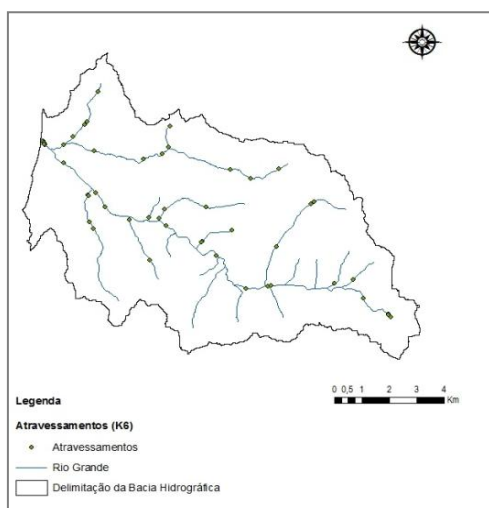 0 0,5 1 2 3 4
Km
Legenda
Atravessamentos (K6)
Atravessamentos
Rio Grande
Delimitação da Bacia Hidrográfica